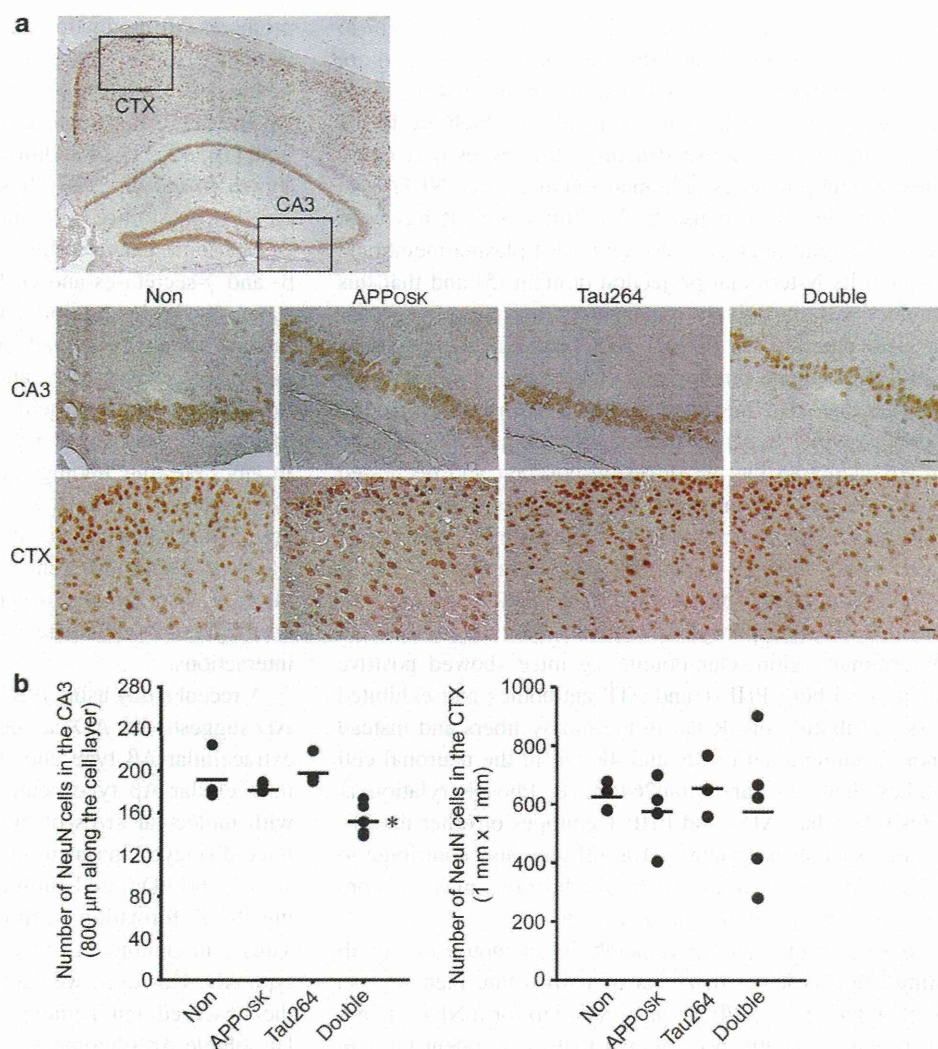 a
CTX
CA3
Non APPOSK Tau264 Double
CA3
CTX
b
Number of NeuN cells in the CA3
(800 μm along the cell layer)
280
240
200
160
120
80
40
0
*
Non
APPOSK
Tau264
Double
Number of NeuN cells in the CTX
(1 mm x 1 mm)
1000
800
600
400
200
0
Non
APPOSK
Tau264
Double